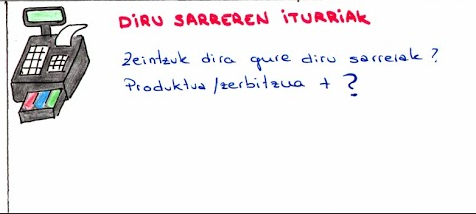 DiRU SARREREN iTURRiAK
Zeintzuk dira gure diru sarrerak?
Produktua/zerbitzua + ?